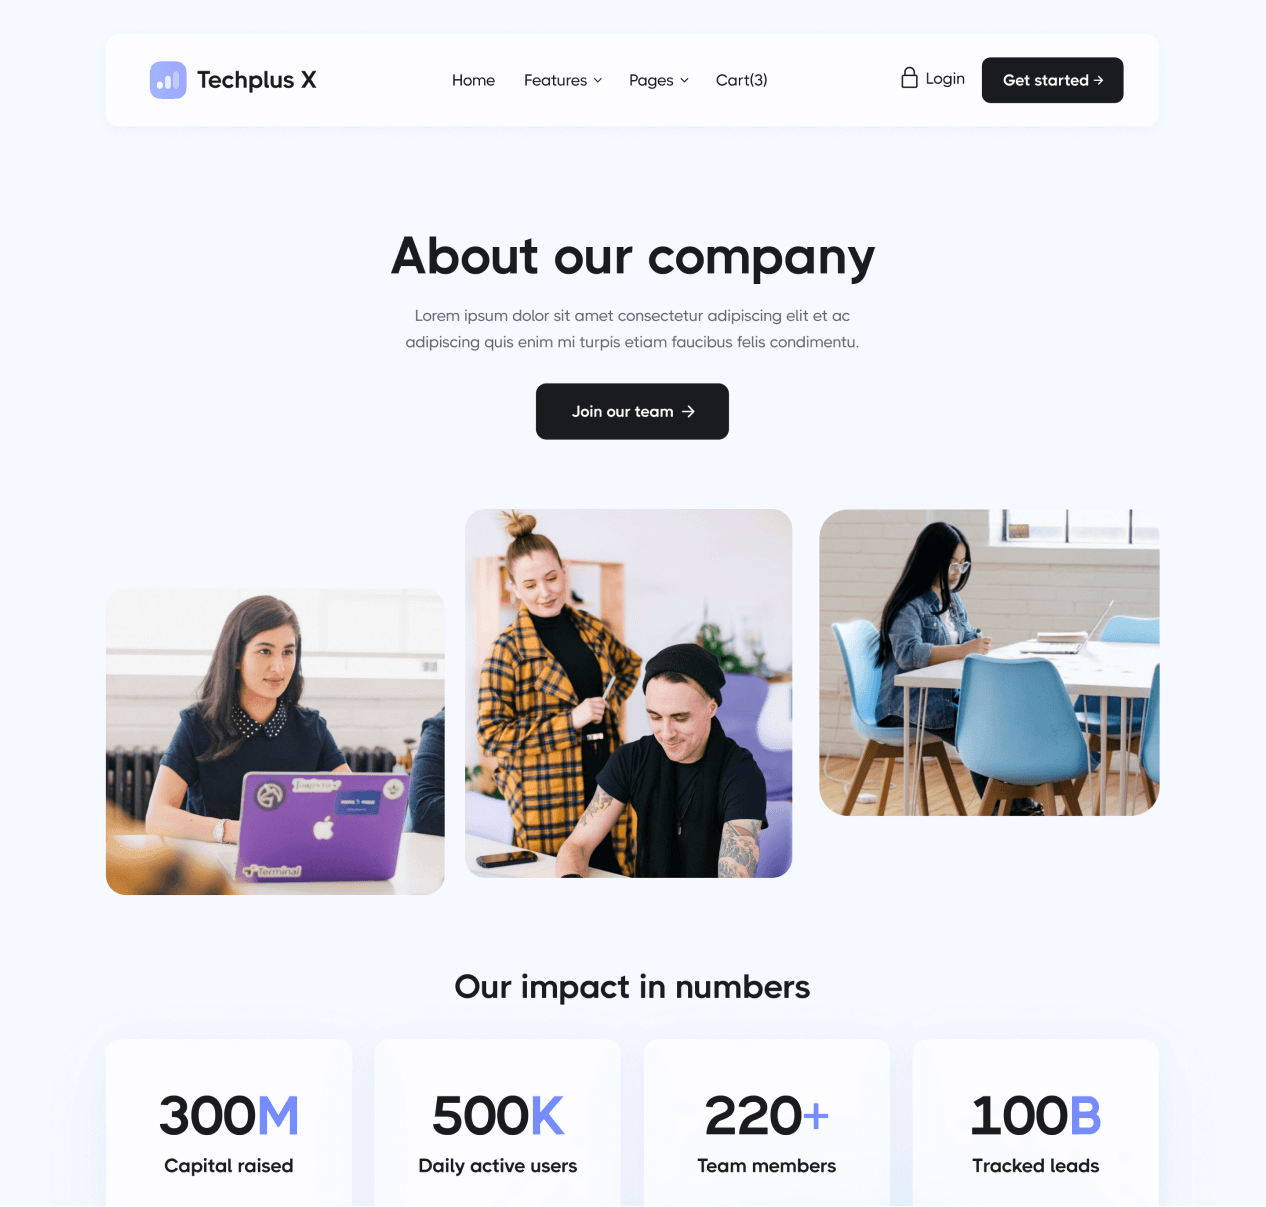 Techplus X
Home Features Pages Cart(3)
Login
Get started →
About our company
Lorem ipsum dolor sit amet consectetur adipiscing elit et ac
adipiscing quis enim mi turpis etiam faucibus felis condimentu.
Join our team →
Terminal
Our impact in numbers
300M
Capital raised
500K
Daily active users
220+
Team members
100B
Tracked leads